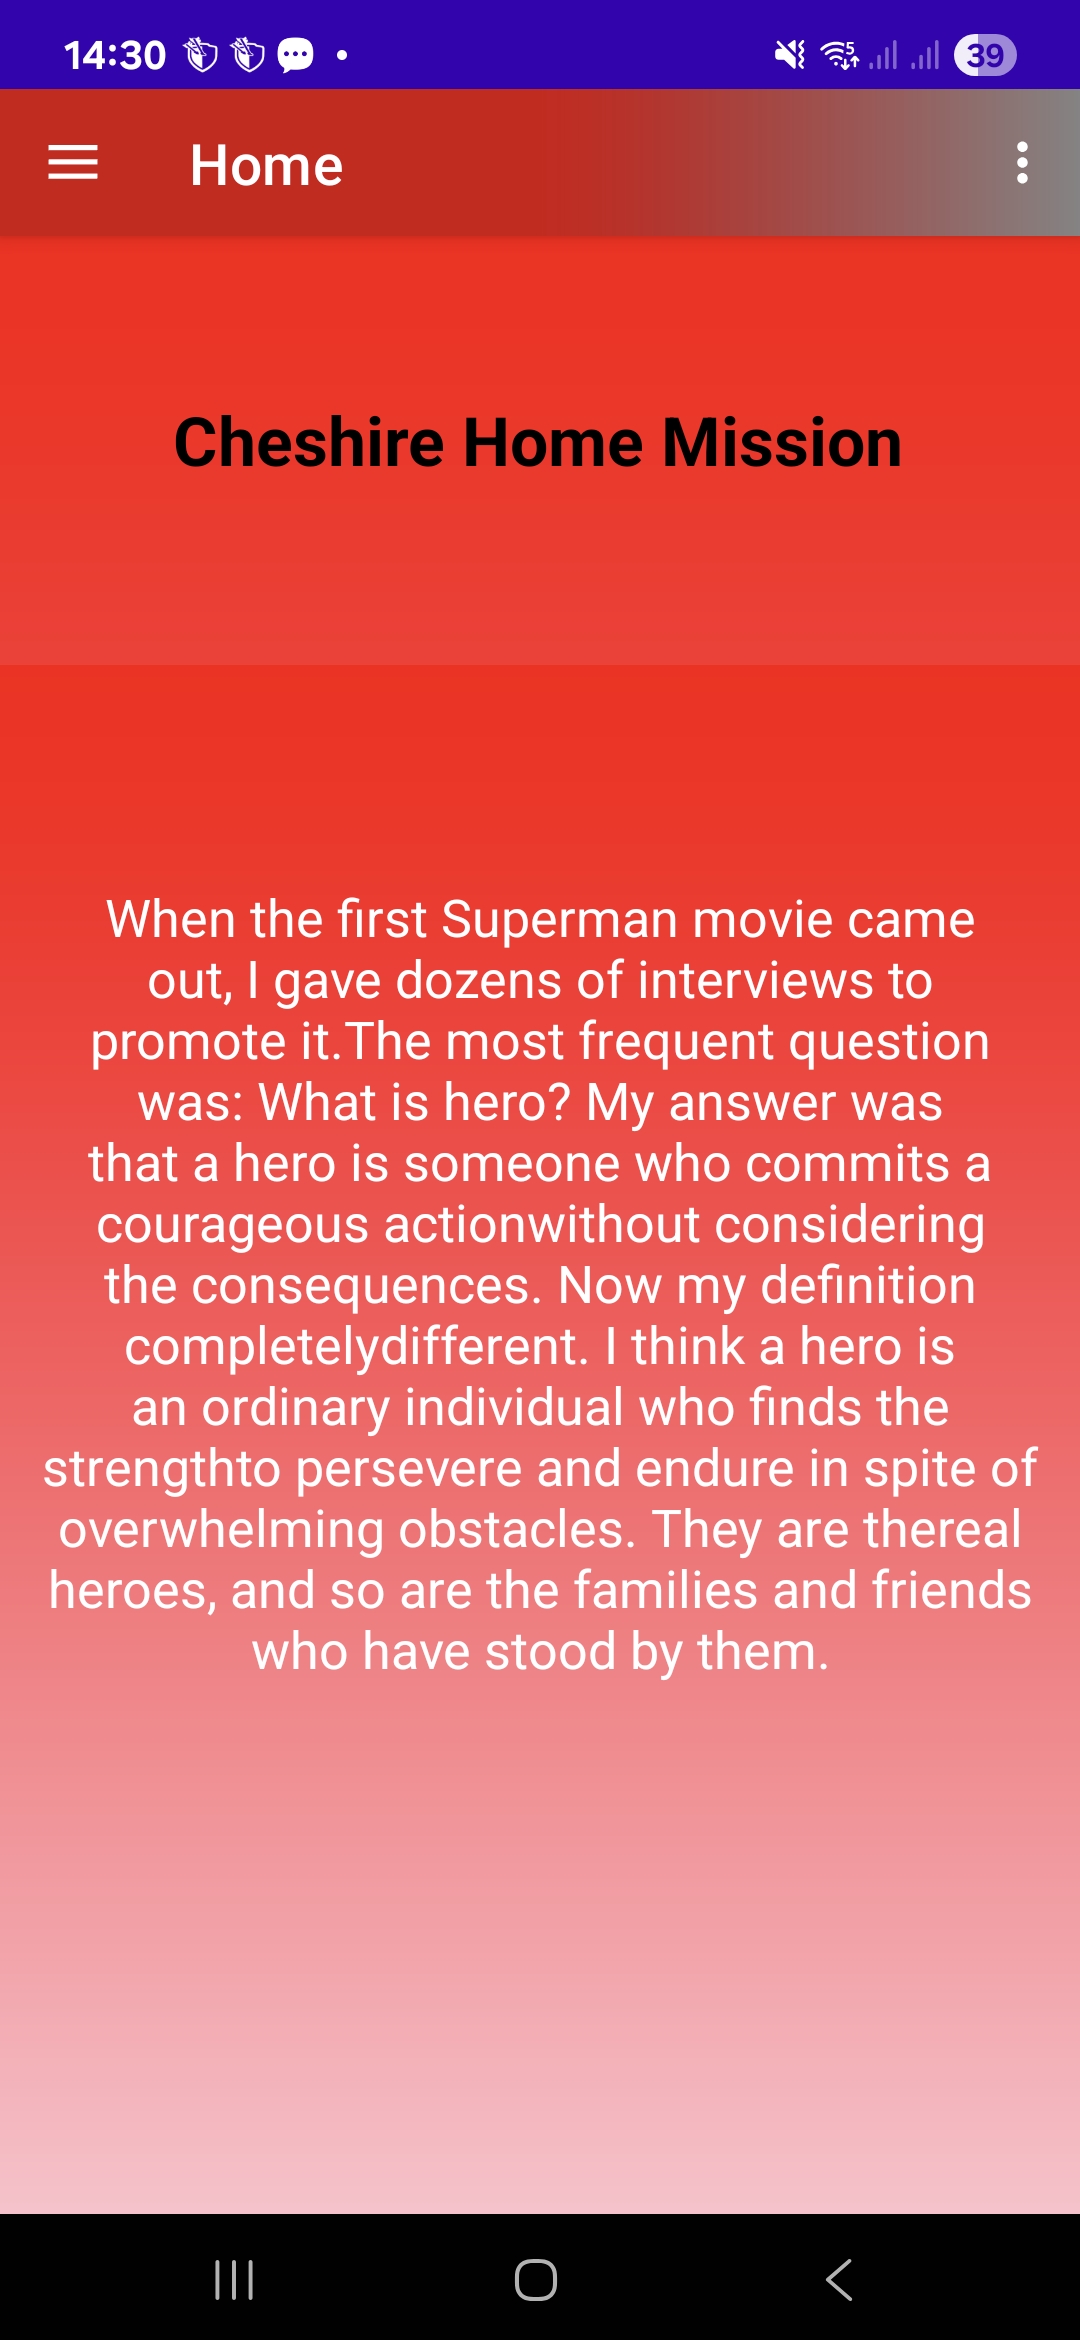 14:30
5
39
Home
Cheshire Home Mission
When the first Superman movie came
out, I gave dozens of interviews to
promote it.The most frequent question
was: What is hero? My answer was
that a hero is someone who commits a
courageous actionwithout considering
the consequences. Now my definition
completelydifferent. I think a hero is
an ordinary individual who finds the
strengthto persevere and endure in spite of
overwhelming obstacles. They are thereal
heroes, and so are the families and friends
who have stood by them.